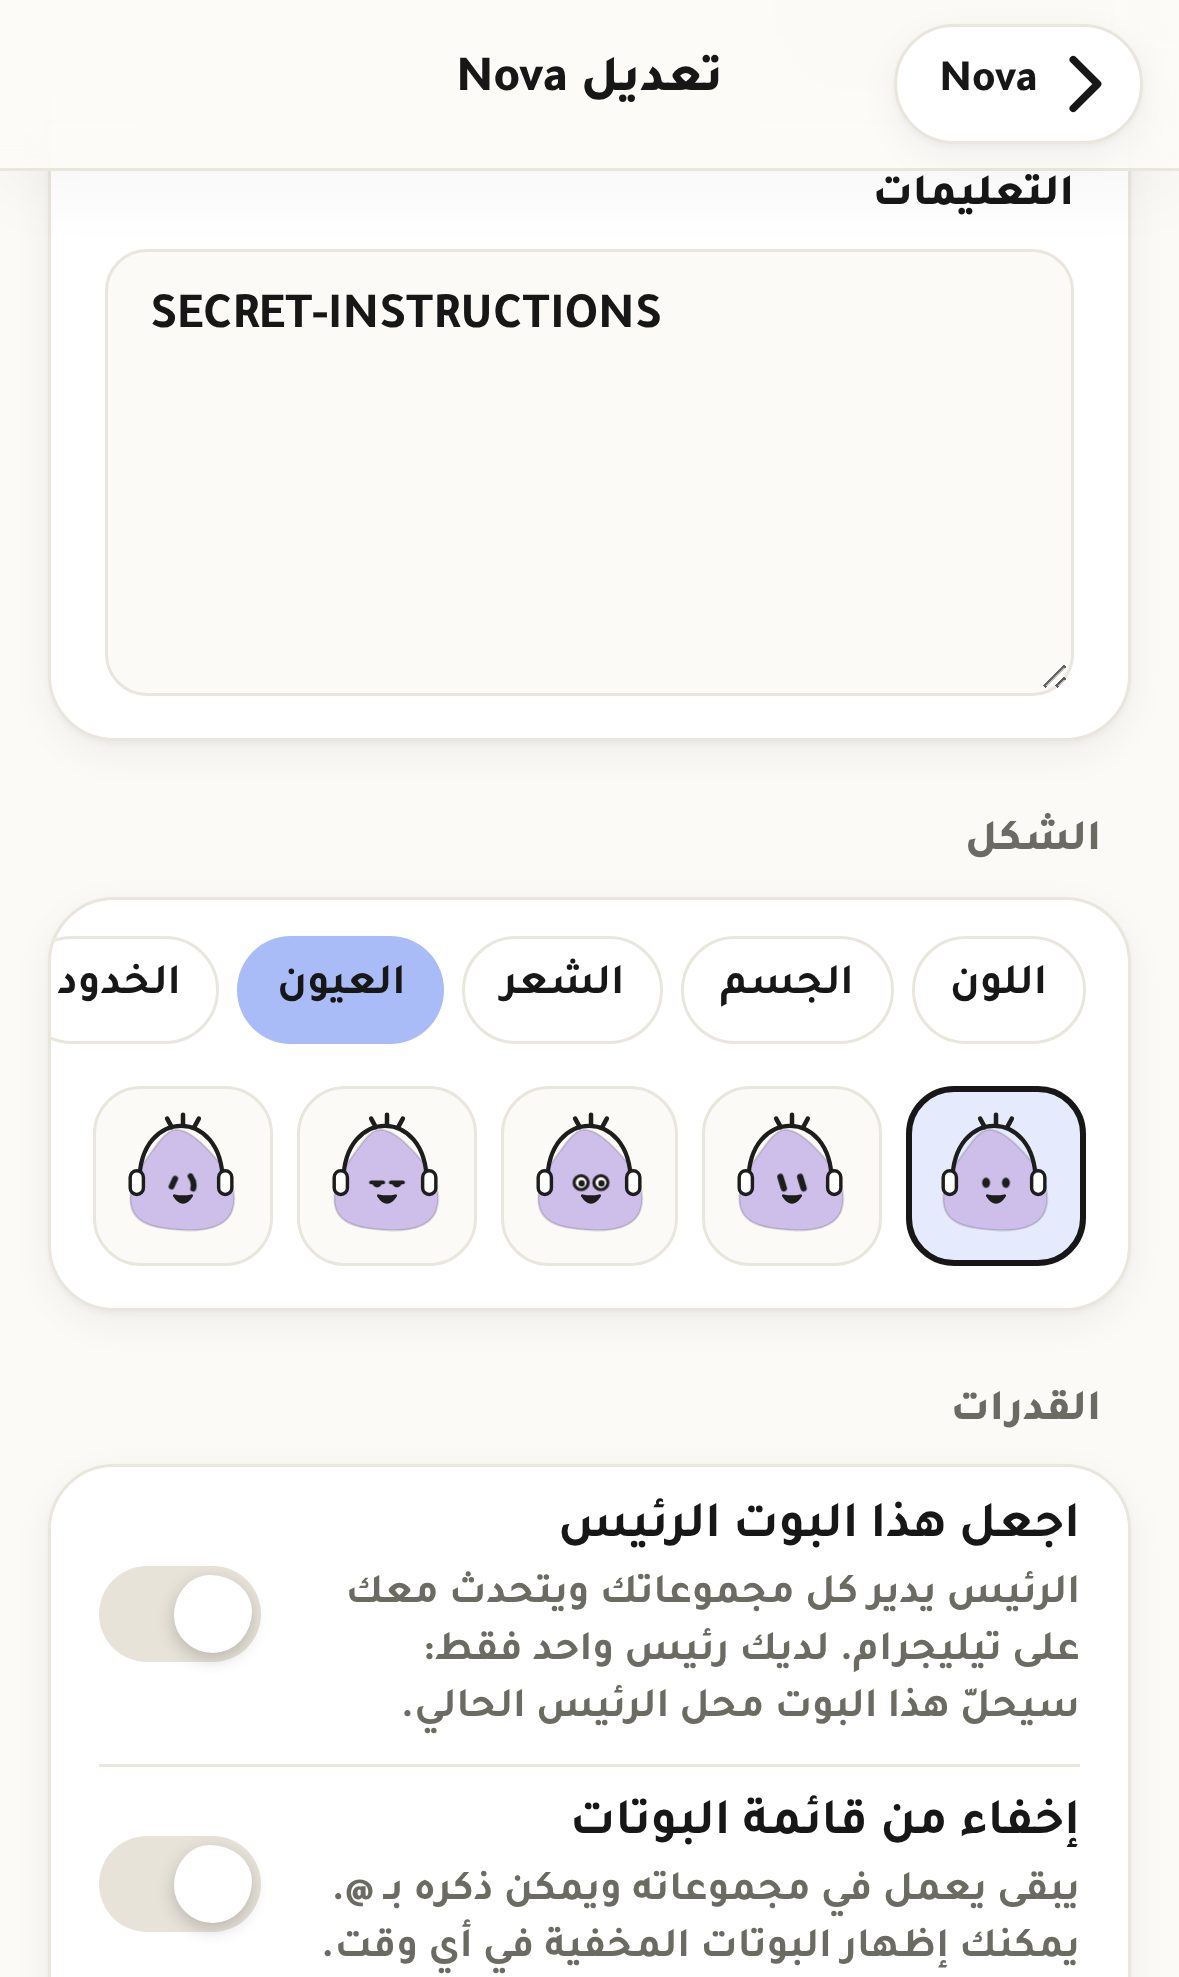 Nova
تعديل Nova
التعليمات
SECRET-INSTRUCTIONS
الشكل
اللون
الجسم
الشعر
العيون
الخدود
القدرات
اجعل هذا البوت الرئيس
الرئيس يدير كل مجموعاتك ويتحدث معك
على تيليجرام. لديك رئيس واحد فقط:
سيحلّ هذا البوت محل الرئيس الحالي.
إخفاء من قائمة البوتات
يبقى يعمل في مجموعاته ويمكن ذكره بـ @.
يمكنك إظهار البوتات المخفية في أي وقت.